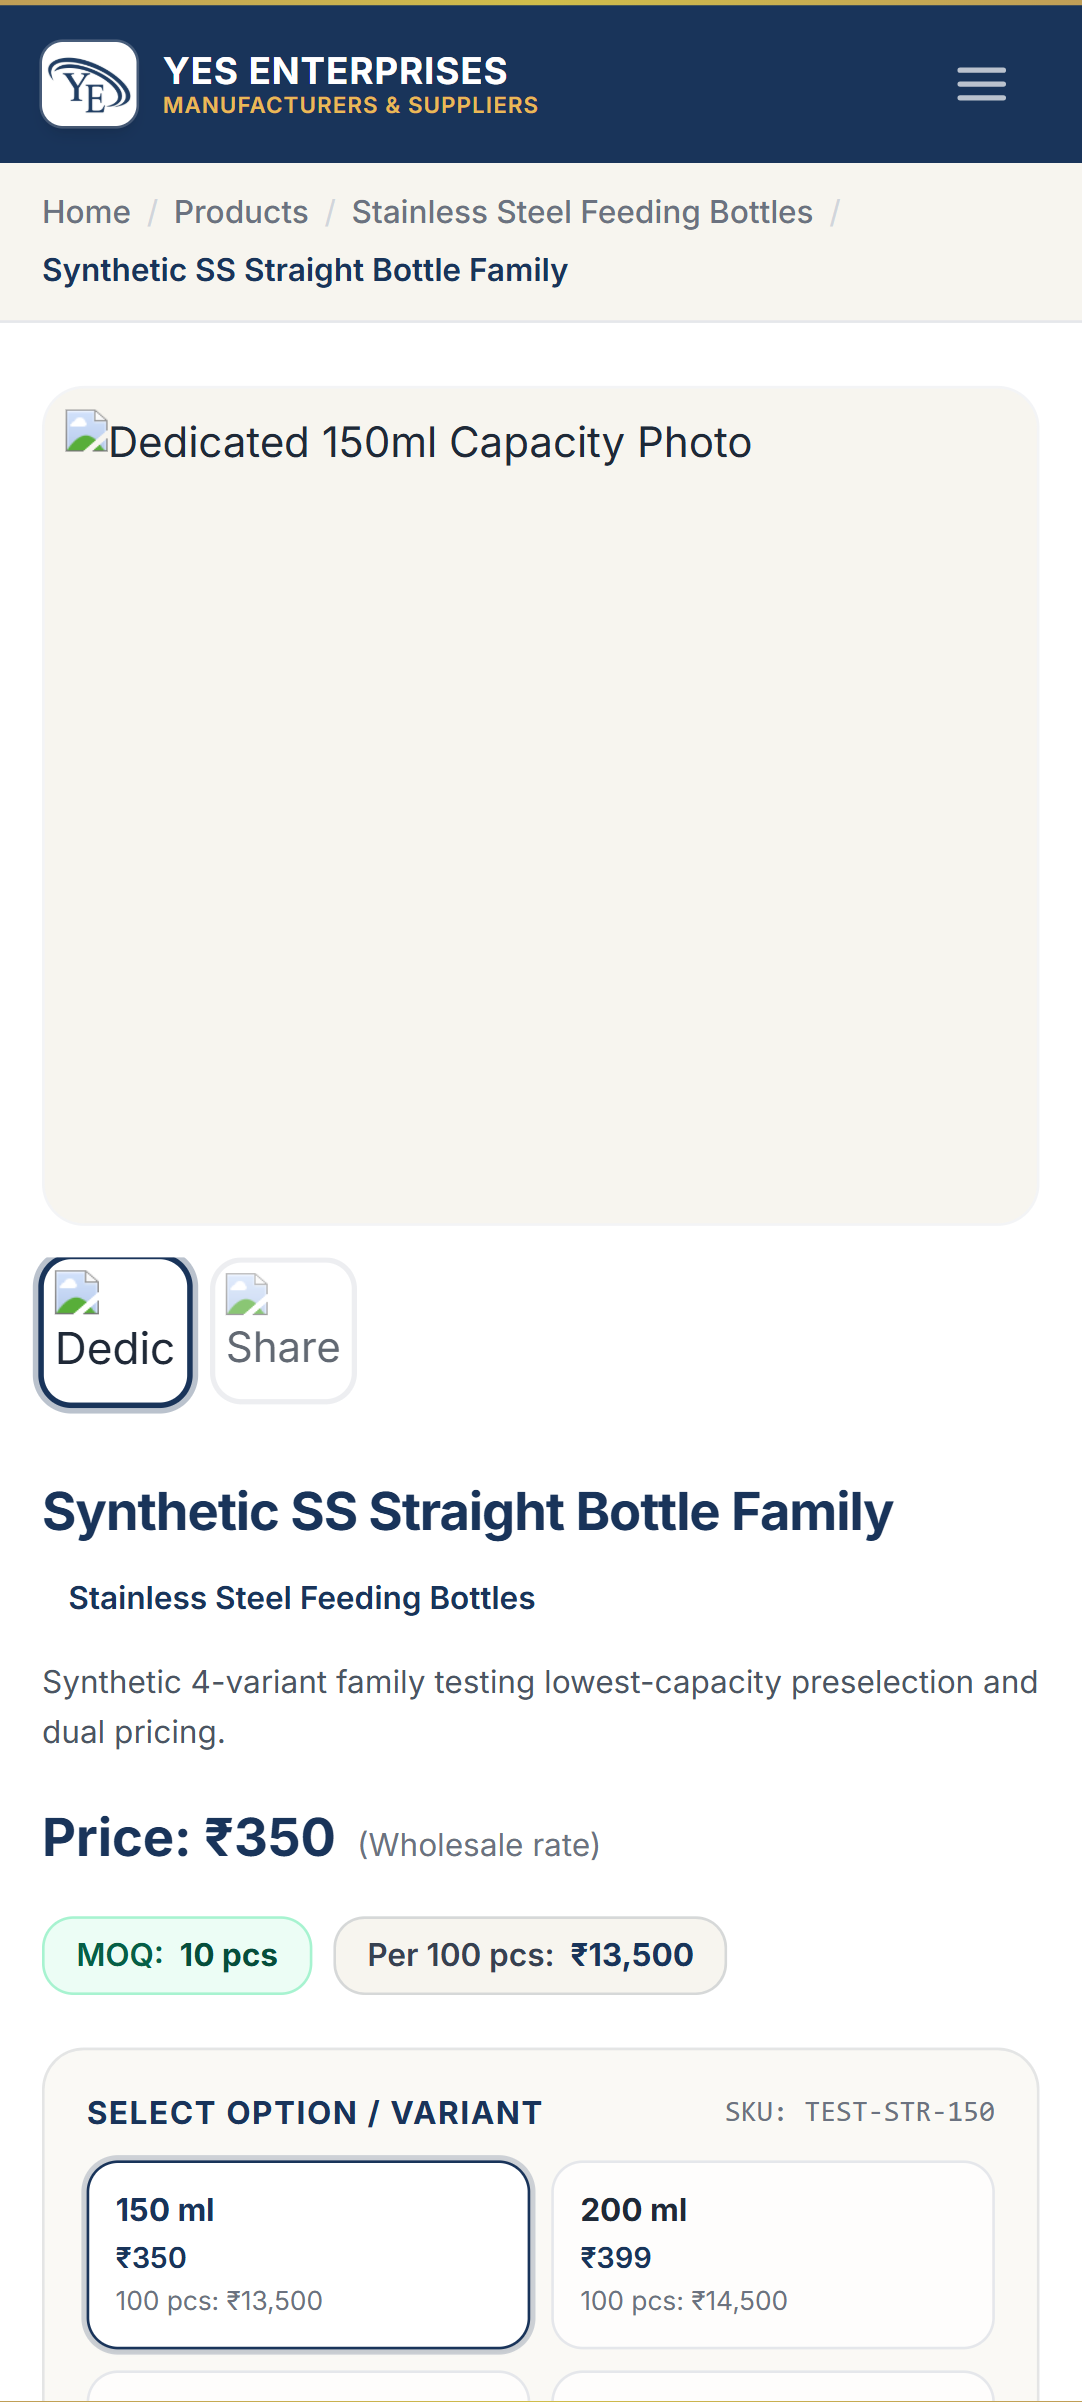 YE
YES ENTERPRISES
MANUFACTURERS & SUPPLIERS
Home / Products / Stainless Steel Feeding Bottles /
Synthetic SS Straight Bottle Family
Dedicated 150ml Capacity Photo
Dedic
Share
Synthetic SS Straight Bottle Family
Stainless Steel Feeding Bottles
Synthetic 4-variant family testing lowest-capacity preselection and
dual pricing.
Price: ₹350 (Wholesale rate)
MOQ: 10 pcs
Per 100 pcs: ₹13,500
SELECT OPTION / VARIANT
SKU: TEST-STR-150
150 ml
₹350
100 pcs: ₹13,500
200 ml
₹399
100 pcs: ₹14,500